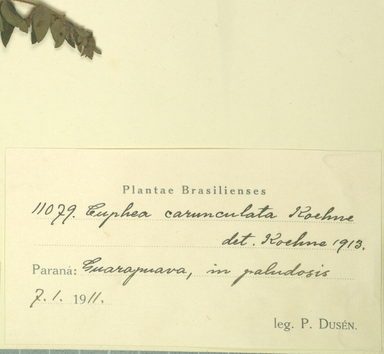 Plantae Brasilienses
11079. Cuphea carunculata Koehne
det. Koehne 1913.
Paraná: Guarapuava, in paludosis
7. 1. 1911.
leg. P. Dusén.